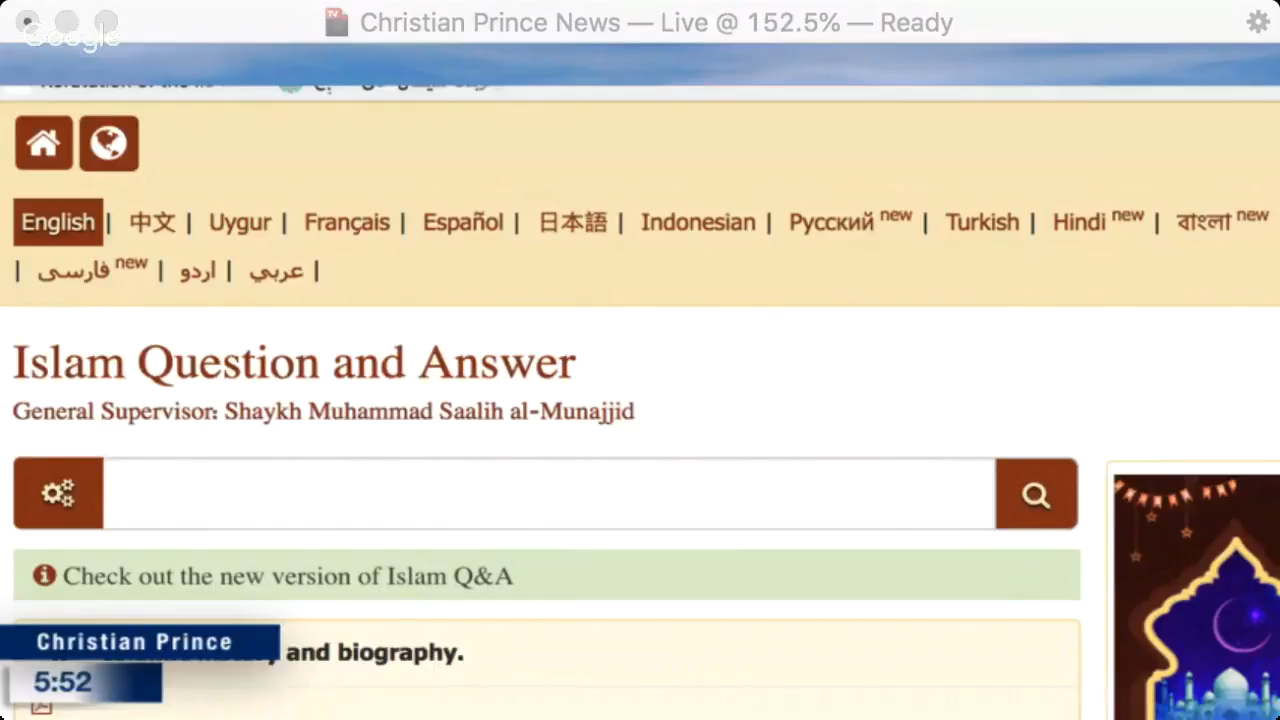 Christian Prince News — Live @ 152.5% — Ready
Google
English | 中文 | Uygur | Français | Español | 日本語 | Indonesian | Русский new | Turkish | Hindi new | বাংলা new
| فارسی new | اردو | عربي |
Islam Question and Answer
General Supervisor: Shaykh Muhammad Saalih al-Munajjid
Check out the new version of Islam Q&A
and biography.
Christian Prince
5:52